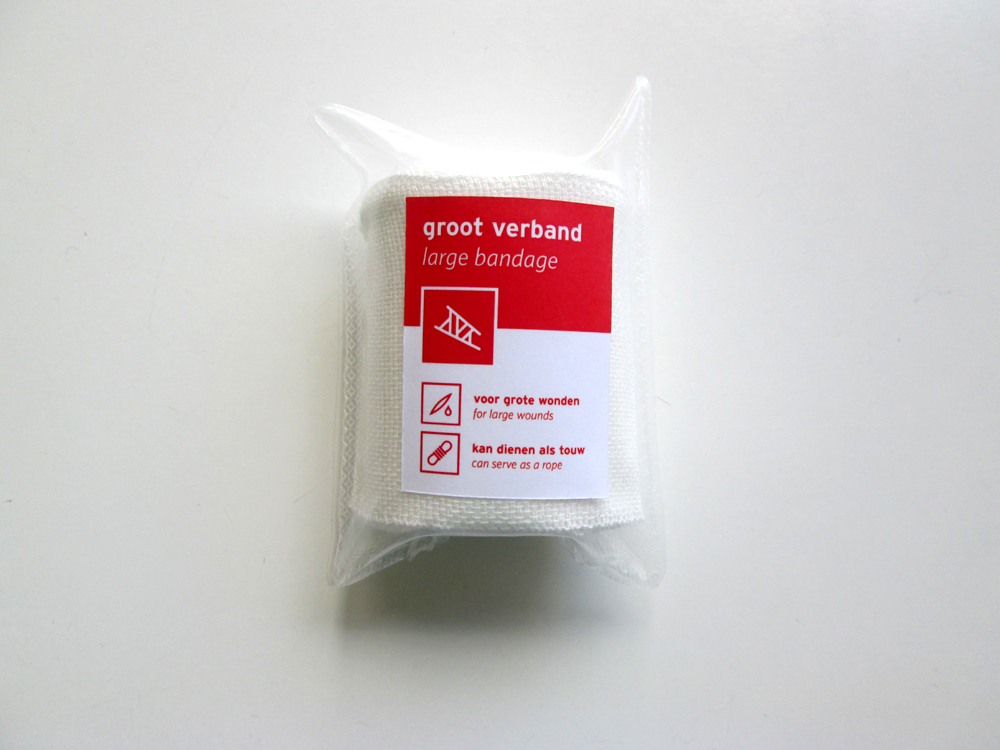 groot verband
large bandage
voor grote wonden
for large wounds
kan dienen als touw
can serve as a rope